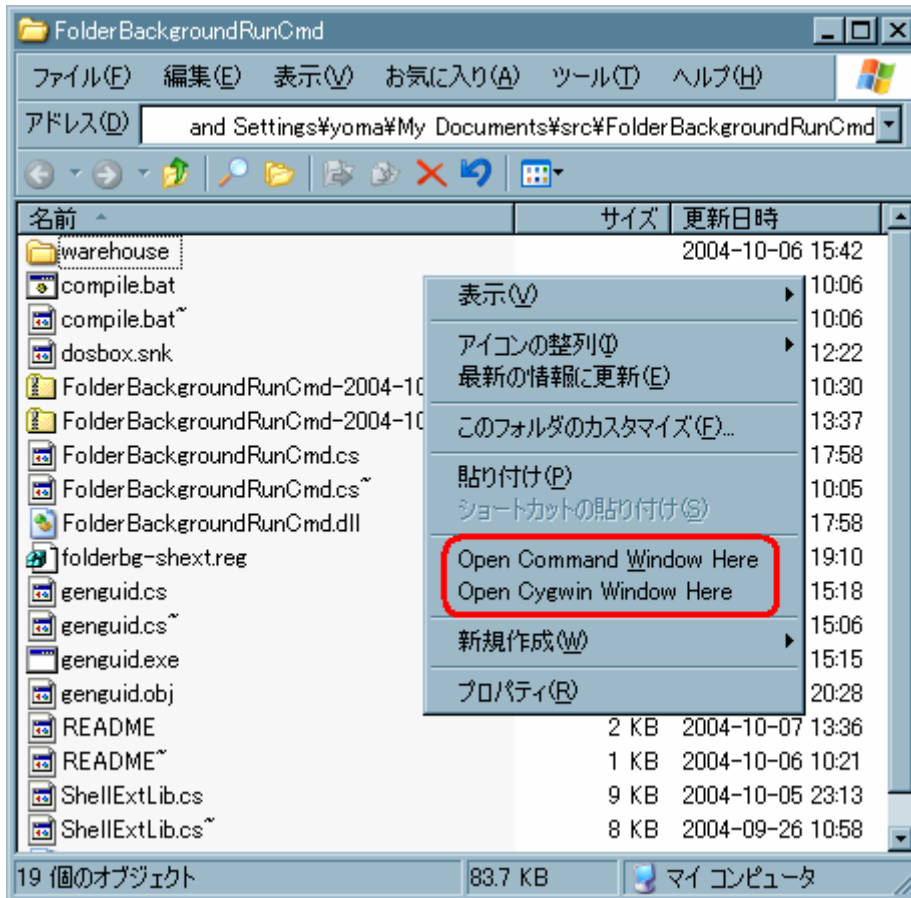 FolderBackgroundRunCmd
ファイル(F) 編集(E) 表示(V) お気に入り(A) ツール(T) ヘルプ(H)
アドレス(D) and Settings¥yoma¥My Documents¥src¥FolderBackgroundRunCmd
名前 サイズ 更新日時
warehouse 2004-10-06 15:42
compile.bat 10:06
compile.bat~ 10:06
dosbox.snk 12:22
FolderBackgroundRunCmd-2004-10 10:30
FolderBackgroundRunCmd-2004-10 13:37
FolderBackgroundRunCmd.cs 17:58
FolderBackgroundRunCmd.cs~ 10:05
FolderBackgroundRunCmd.dll 17:58
folderbg-shext.reg 19:10
genguid.cs 15:18
genguid.cs~ 15:06
genguid.exe 15:15
genguid.obj 20:28
README 2 KB 2004-10-07 13:36
README~ 1 KB 2004-10-06 10:21
ShellExtLib.cs 9 KB 2004-10-05 23:13
ShellExtLib.cs~ 8 KB 2004-09-26 10:58
表示(V)
アイコンの整列(I)
最新の情報に更新(E)
このフォルダのカスタマイズ(F)...
貼り付け(P)
ショートカットの貼り付け(S)
Open Command Window Here
Open Cygwin Window Here
新規作成(W)
プロパティ(R)
19 個のオブジェクト 83.7 KB マイ コンピュータ